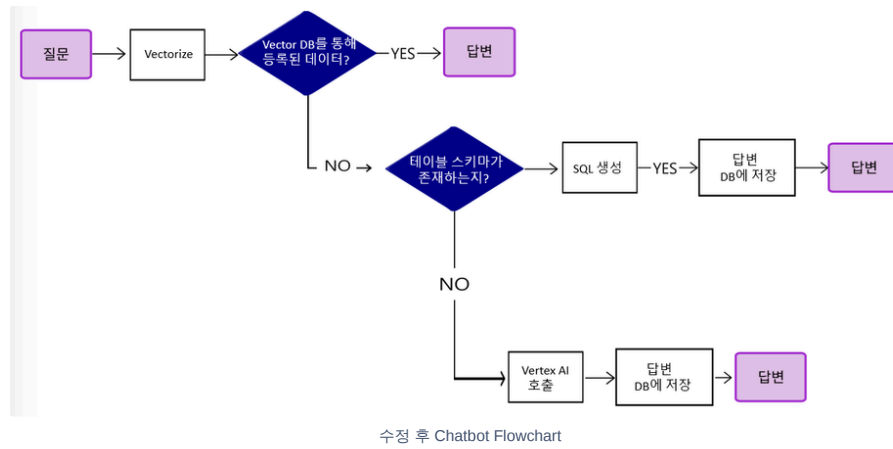 질문
Vectorize
Vector DB를 통해
등록된 데이터?
YES
답변
NO
테이블 스키마가
존재하는지?
SQL 생성
YES
답변
DB에 저장
답변
NO
Vertex AI
호출
답변
DB에 저장
답변
수정 후 Chatbot Flowchart